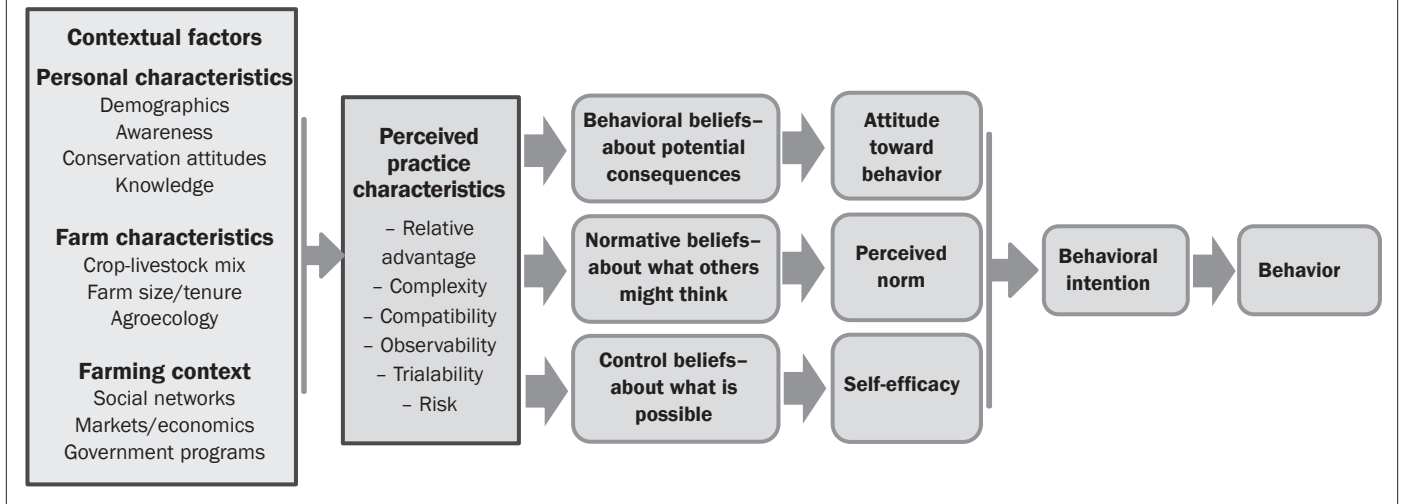 Contextual factors
Personal characteristics
Demographics
Awareness
Conservation attitudes
Knowledge
Farm characteristics
Crop-livestock mix
Farm size/tenure
Agroecology
Farming context
Social networks
Markets/economics
Government programs
Perceived
practice
characteristics
– Relative
advantage
– Complexity
– Compatibility
– Observability
– Trialability
– Risk
Behavioral beliefs–
about potential
consequences
Normative beliefs–
about what others
might think
Control beliefs–
about what is
possible
Attitude
toward
behavior
Perceived
norm
Self-efficacy
Behavioral
intention
Behavior